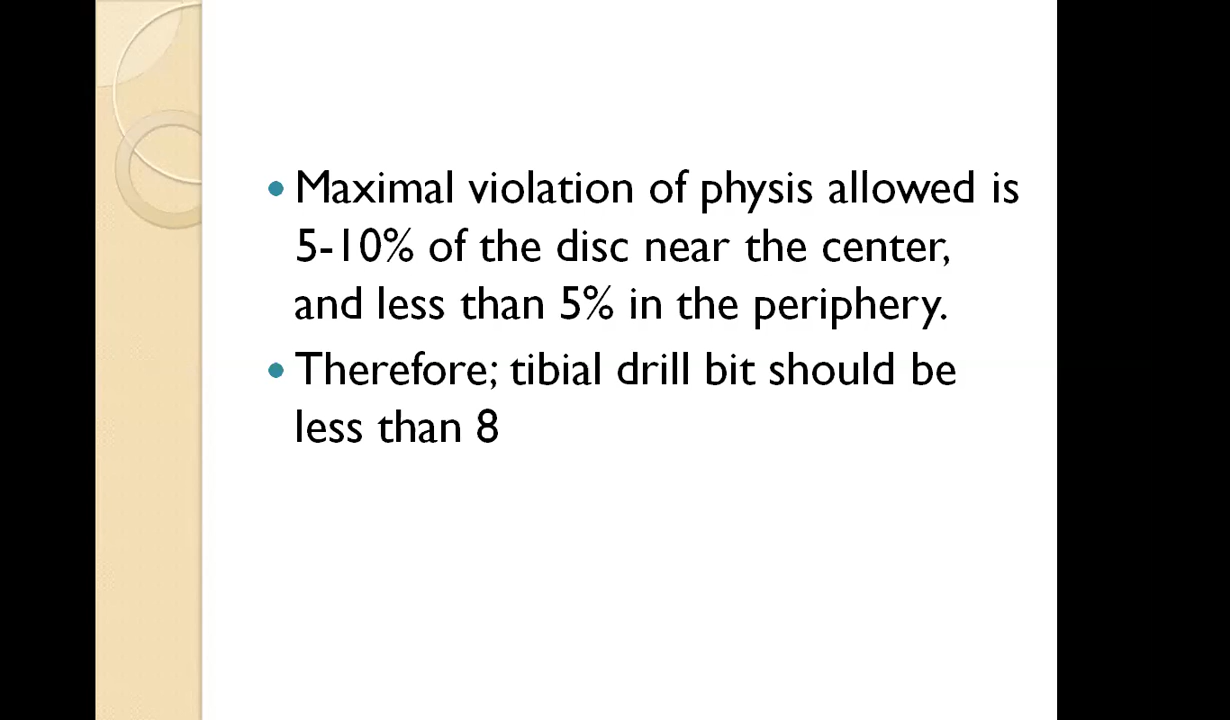 Maximal violation of physis allowed is
5-10% of the disc near the center,
and less than 5% in the periphery.
Therefore; tibial drill bit should be
less than 8